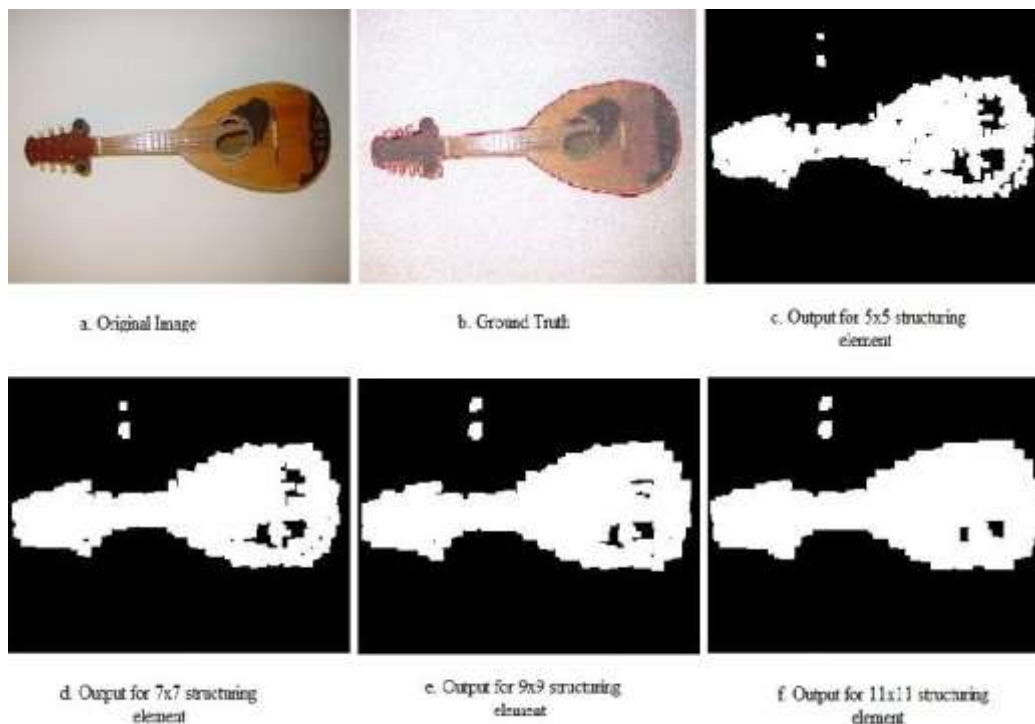 a. Original Image
b. Ground Truth
c. Output for 5x5 structuring
element
d. Output for 7x7 structuring
element
e. Output for 9x9 structuring
element
f. Output for 11x11 structuring
element